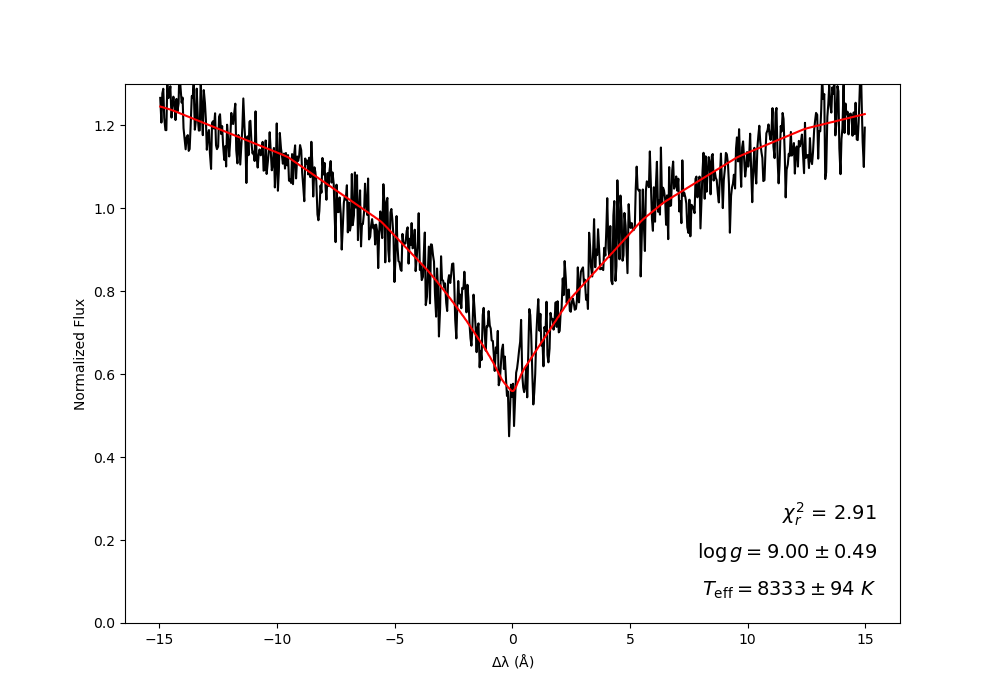 1.2
1.0
0.8
0.6
0.4
0.2
0.0
Normalized Flux
χ²ᵣ = 2.91
log g = 9.00 ± 0.49
T_eff = 8333 ± 94 K
−15 −10 −5 0 5 10 15
Δλ (Å)